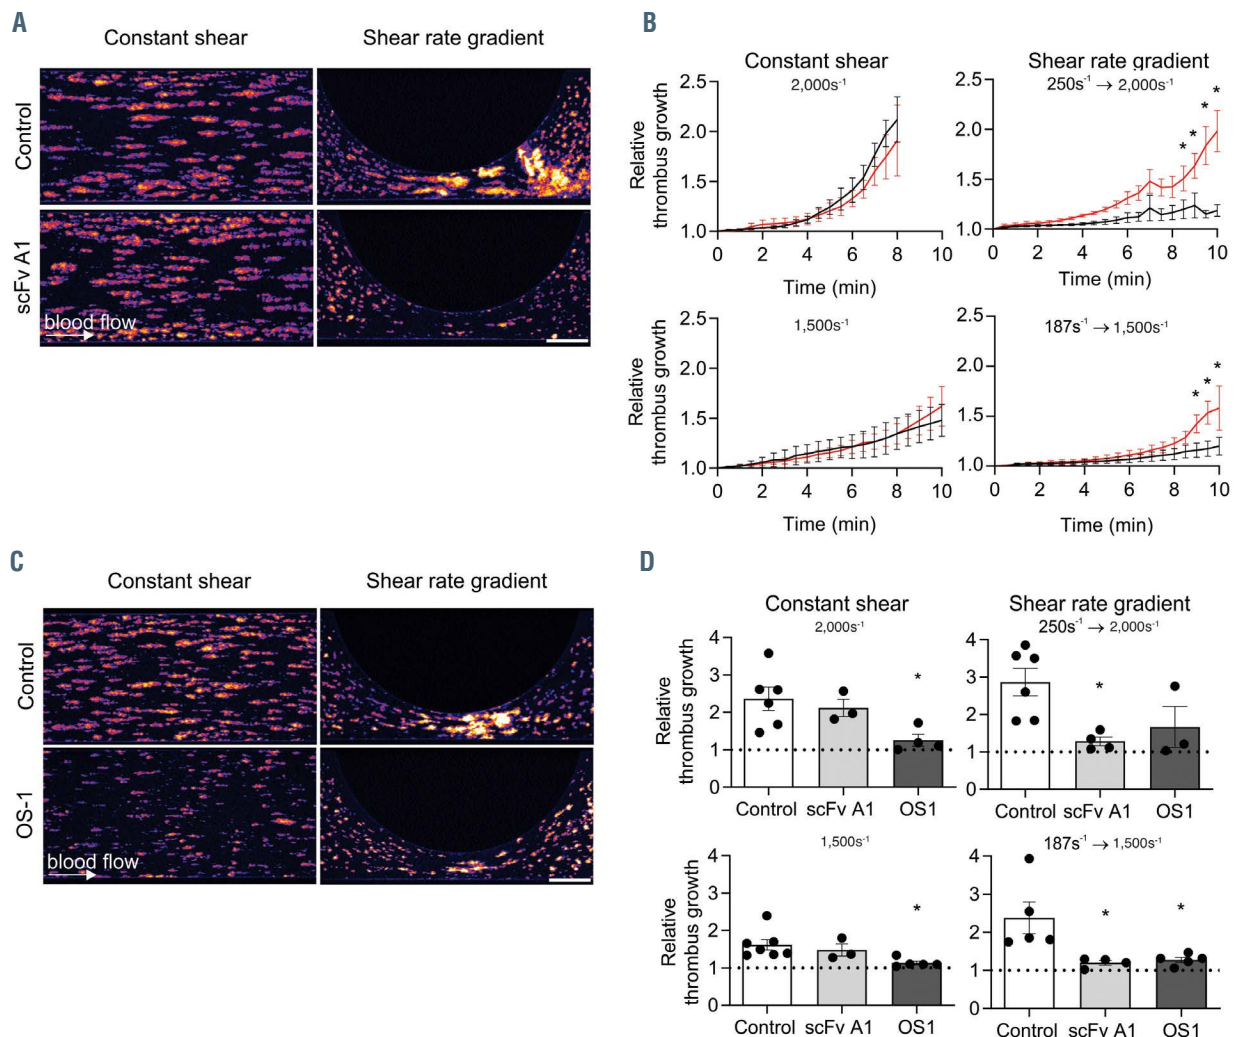 A
Constant shear
Shear rate gradient
Control
scFv A1
blood flow
B
Constant shear
2,000s⁻¹
Shear rate gradient
250s⁻¹ → 2,000s⁻¹
Relative
thrombus growth
2.5
2.0
1.5
1.0
0 2 4 6 8 10
Time (min)
2.5
2.0
1.5
1.0
* * * *
0 2 4 6 8 10
Time (min)
1,500s⁻¹
187s⁻¹ → 1,500s⁻¹
Relative
thrombus growth
2.5
2.0
1.5
1.0
0 2 4 6 8 10
Time (min)
2.5
2.0
1.5
1.0
* * *
0 2 4 6 8 10
Time (min)
C
Constant shear
Shear rate gradient
Control
OS-1
blood flow
D
Constant shear
2,000s⁻¹
Shear rate gradient
250s⁻¹ → 2,000s⁻¹
Relative
thrombus growth
4
3
2
1
0
*
Control scFv A1 OS1
4
3
2
1
0
*
Control scFv A1 OS1
1,500s⁻¹
187s⁻¹ → 1,500s⁻¹
Relative
thrombus growth
4
3
2
1
0
*
Control scFv A1 OS1
4
3
2
1
0
* *
Control scFv A1 OS1